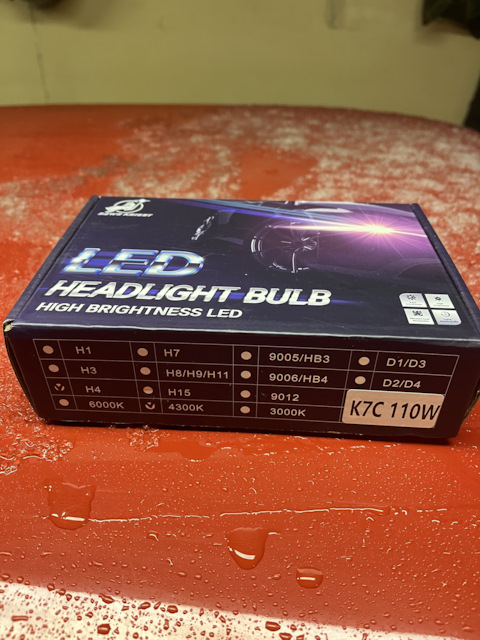 LED
HEADLIGHT BULB
HIGH BRIGHTNESS LED
H1 H7 9005/HB3 D1/D3
H3 H8/H9/H11 9006/HB4 D2/D4
H4 H15 9012
6000K 4300K 3000K
K7C 110W